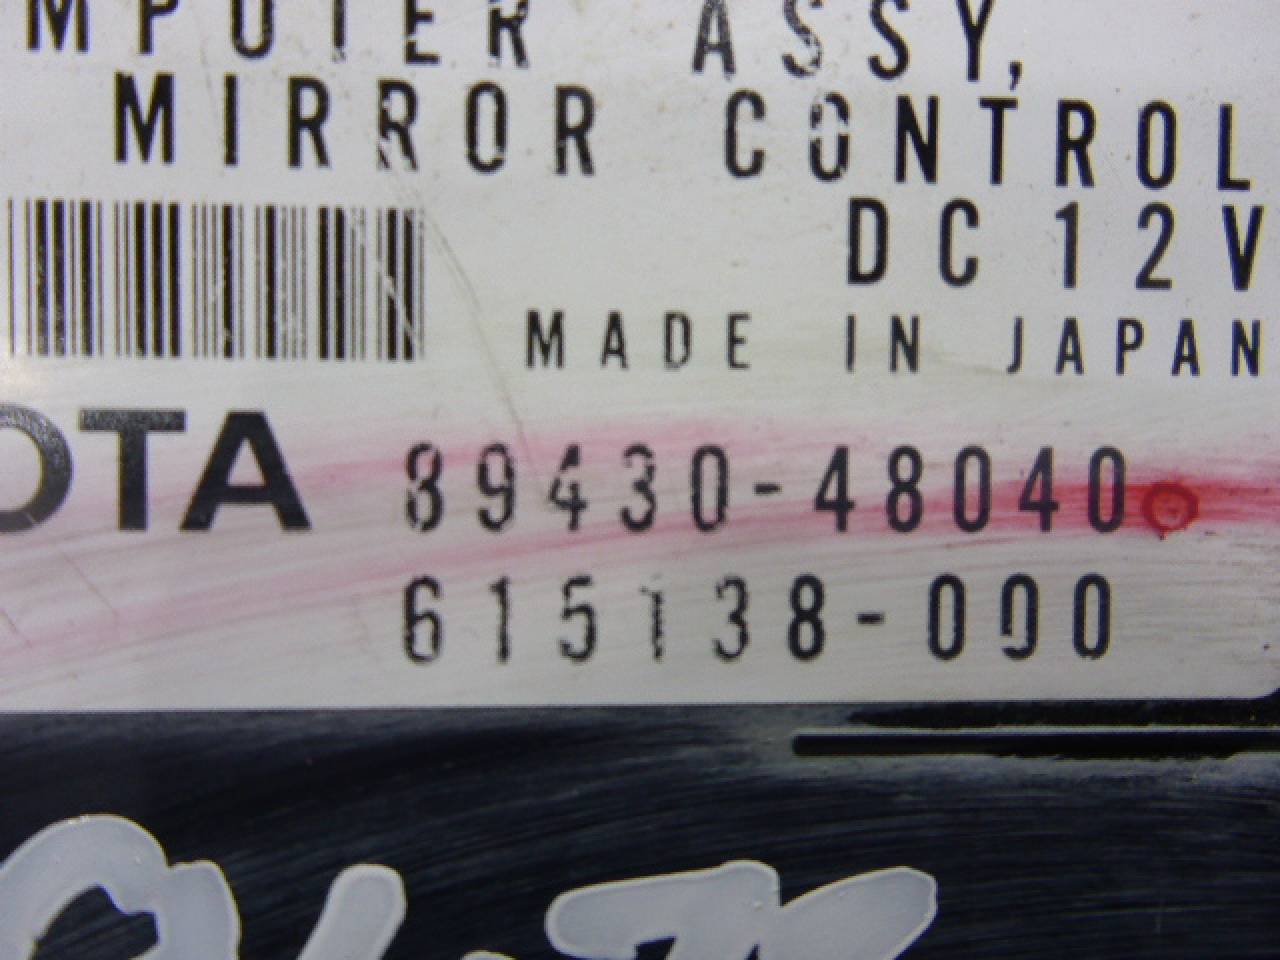 MPUTER ASSY,
MIRROR CONTROL
DC12V
MADE IN JAPAN
OTA 89430-48040
615138-000